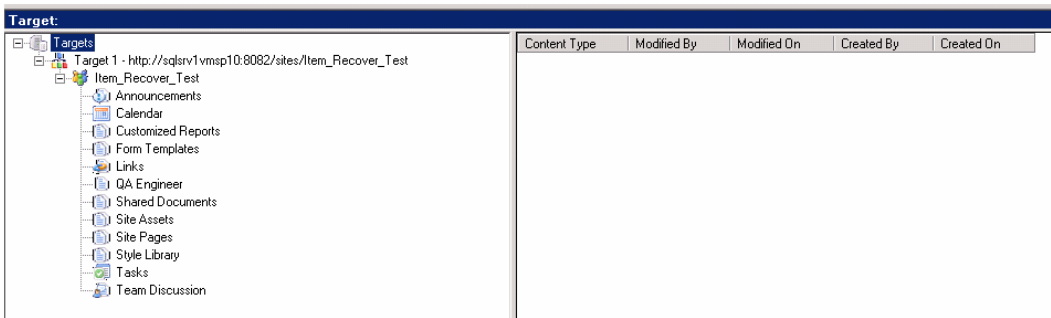 Target:
Targets
Content Type Modified By Modified On Created By Created On
Target 1 - http://sqlsrv1vmsp10:8082/sites/Item_Recover_Test
Item_Recover_Test
Announcements
Calendar
Customized Reports
Form Templates
Links
QA Engineer
Shared Documents
Site Assets
Site Pages
Style Library
Tasks
Team Discussion